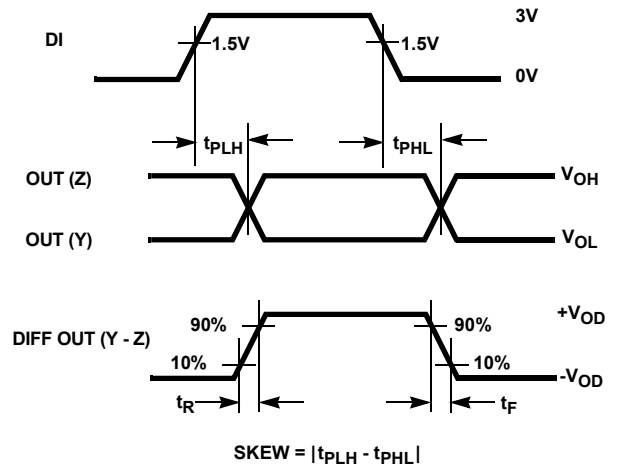 3V
DI
1.5V
1.5V
0V
tPLH
tPHL
OUT (Z)
VOH
OUT (Y)
VOL
+VOD
90%
90%
DIFF OUT (Y - Z)
10%
10%
-VOD
tR
tF
SKEW = |tPLH - tPHL|